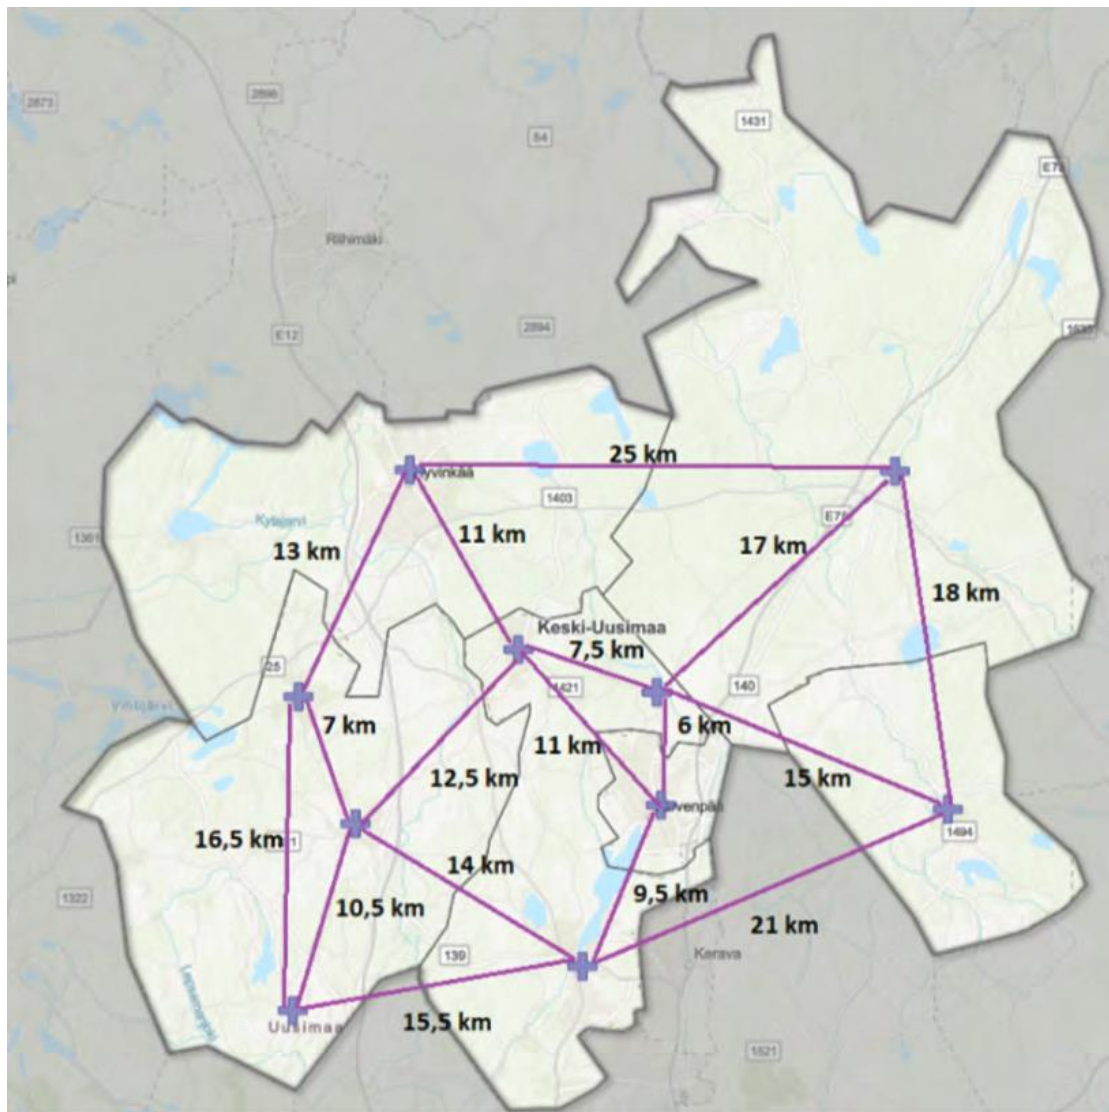 2873
2896
1431
54
E75
Riihimäki
E12
2894
25 km
yvinkää
1403
Kytäjärvi
E75
11 km
17 km
13 km
18 km
Keski-Uusimaa
7,5 km
25
1421
140
7 km
6 km
11 km
12,5 km
15 km
venpää
1494
16,5 km
14 km
1322
10,5 km
9,5 km
21 km
139
Kerava
15,5 km
Uusimaa
1521